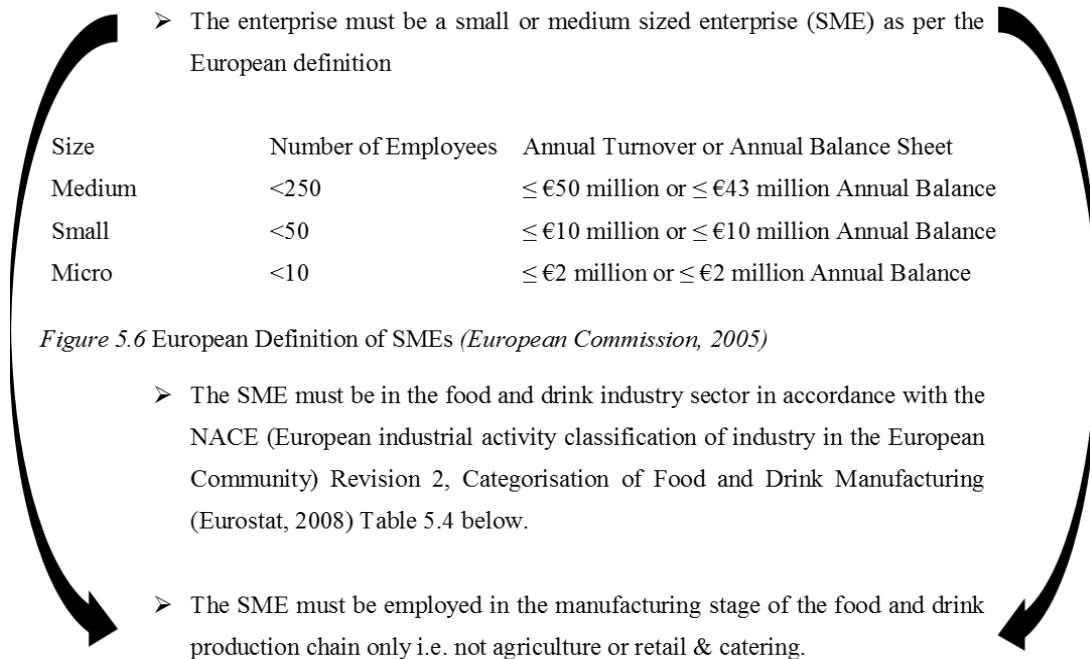 ➢ The enterprise must be a small or medium sized enterprise (SME) as per the
European definition
Size Number of Employees Annual Turnover or Annual Balance Sheet
Medium <250 ≤ €50 million or ≤ €43 million Annual Balance
Small <50 ≤ €10 million or ≤ €10 million Annual Balance
Micro <10 ≤ €2 million or ≤ €2 million Annual Balance
Figure 5.6 European Definition of SMEs (European Commission, 2005)
➢ The SME must be in the food and drink industry sector in accordance with the
NACE (European industrial activity classification of industry in the European
Community) Revision 2, Categorisation of Food and Drink Manufacturing
(Eurostat, 2008) Table 5.4 below.
➢ The SME must be employed in the manufacturing stage of the food and drink
production chain only i.e. not agriculture or retail & catering.